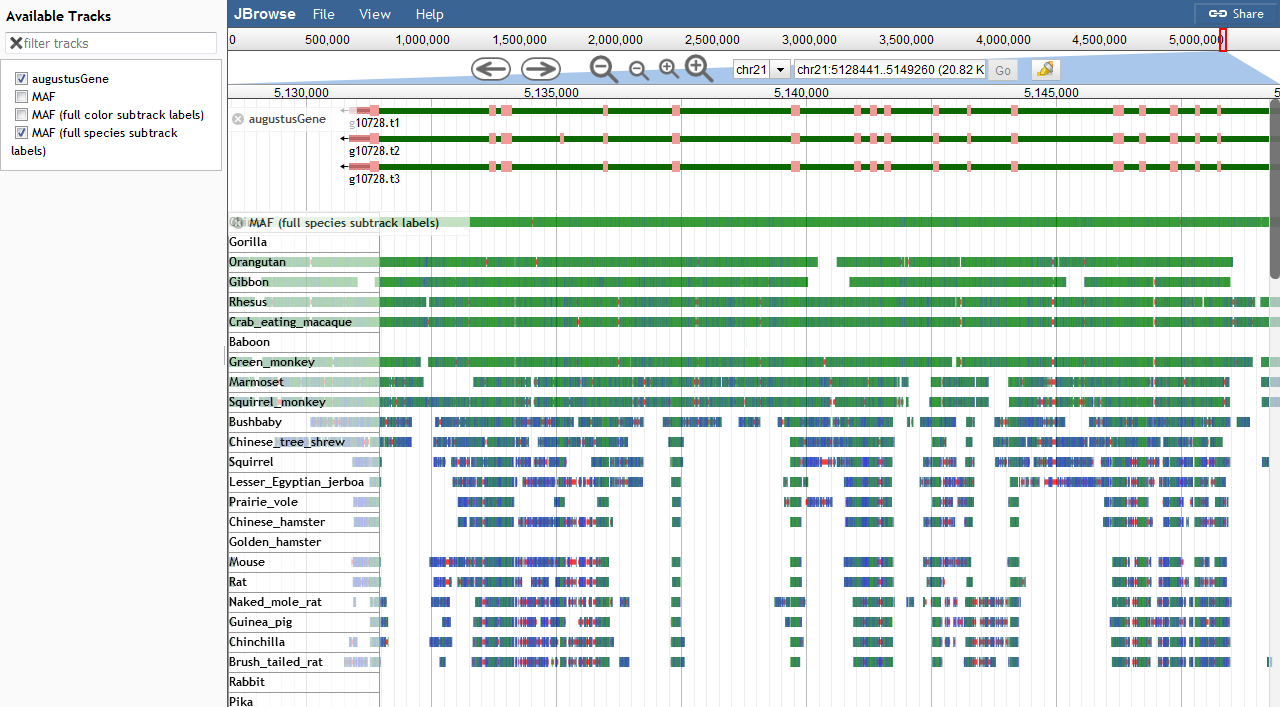 Available Tracks
filter tracks
augustusGene
MAF
MAF (full color subtrack labels)
MAF (full species subtrack
labels)
JBrowse File View Help Share
0 500,000 1,000,000 1,500,000 2,000,000 2,500,000 3,000,000 3,500,000 4,000,000 4,500,000 5,000,000
chr21 chr21:5128441..5149260 (20.82 K Go
5,130,000 5,135,000 5,140,000 5,145,000 5
augustusGene
g10728.t1
g10728.t2
g10728.t3
MAF (full species subtrack labels)
Gorilla
Orangutan
Gibbon
Rhesus
Crab_eating_macaque
Baboon
Green_monkey
Marmoset
Squirrel_monkey
Bushbaby
Chinese_tree_shrew
Squirrel
Lesser_Egyptian_jerboa
Prairie_vole
Chinese_hamster
Golden_hamster
Mouse
Rat
Naked_mole_rat
Guinea_pig
Chinchilla
Brush_tailed_rat
Rabbit
Pika